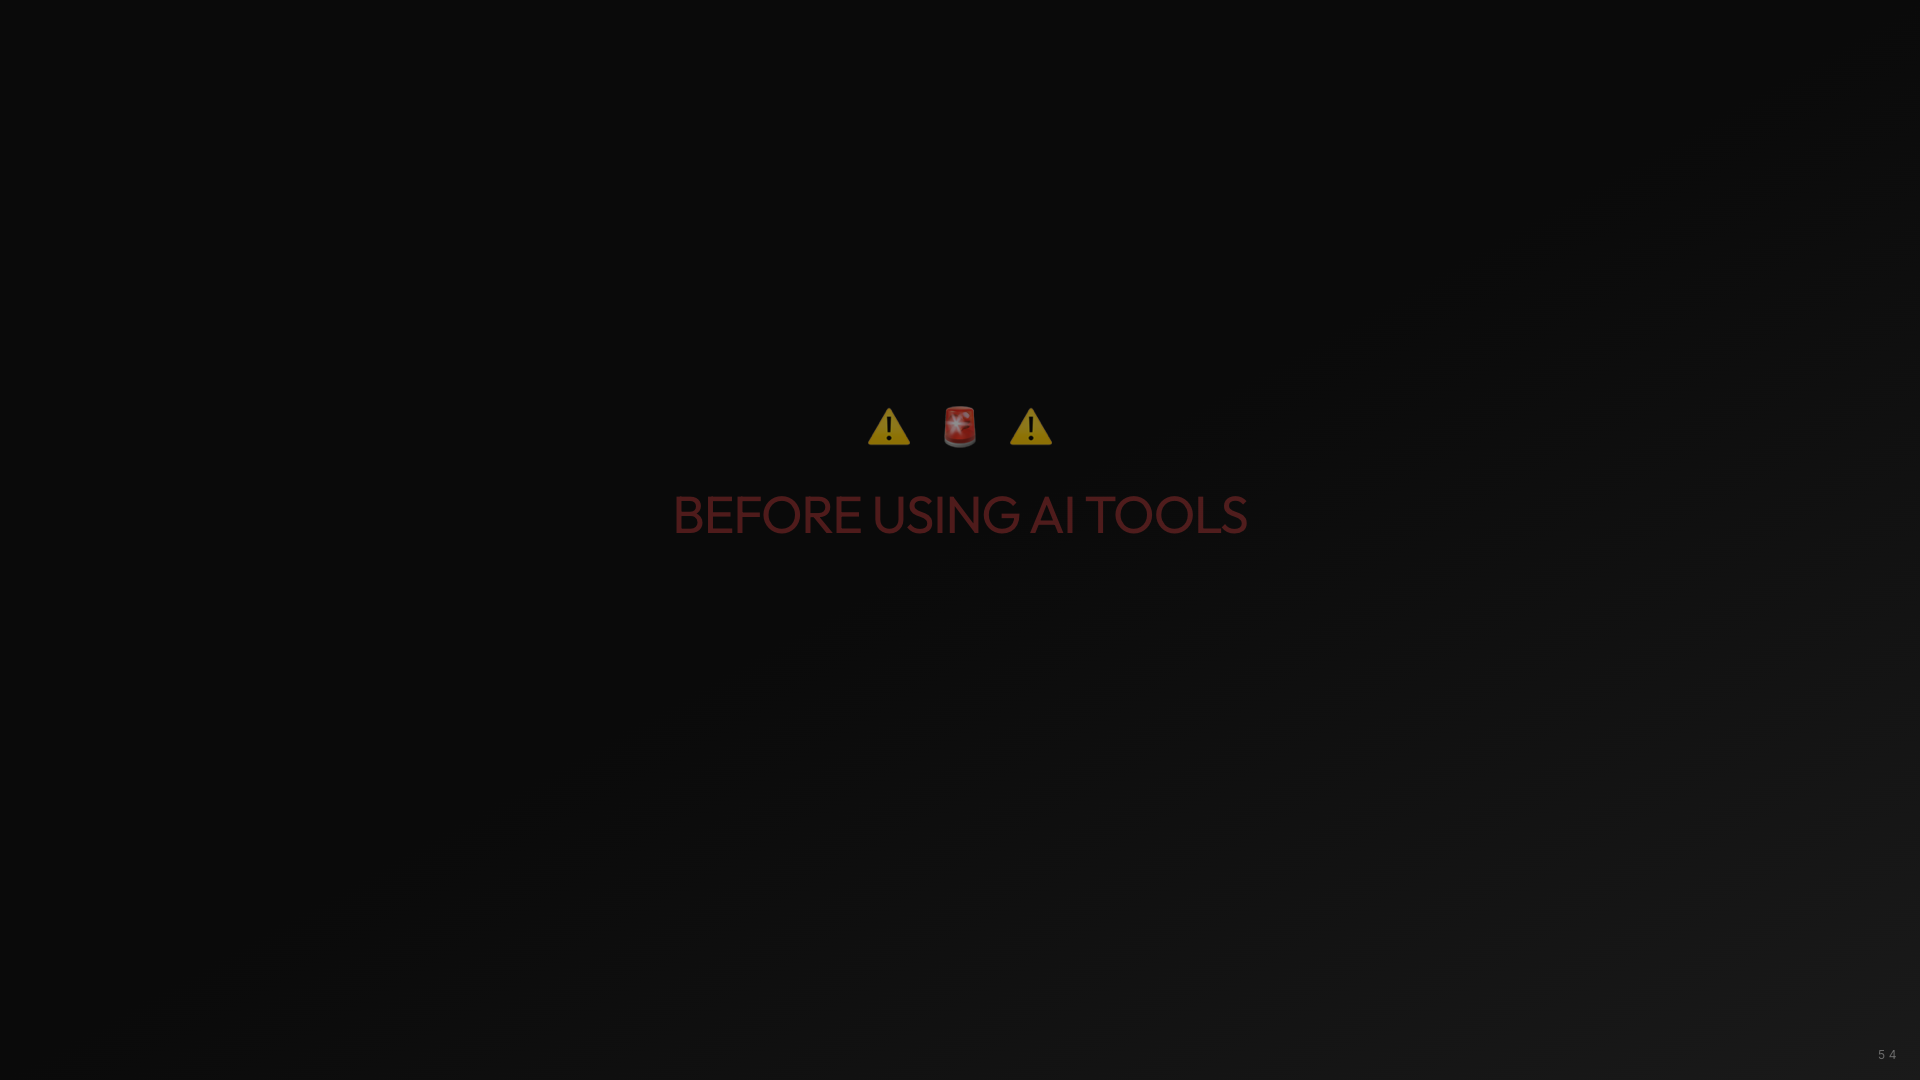 ⚠️ 🚨 ⚠️
BEFORE USING AI TOOLS
54